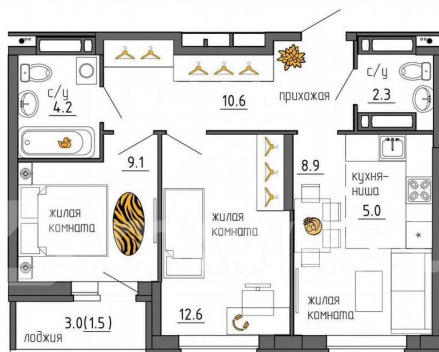 с/у
4.2
10.6
прихожая
с/у
2.3
9.1
жилая
комната
жилая
комната
8.9
кухня-
ниша
5.0
жилая
комната
12.6
3.0(1.5)
лоджия